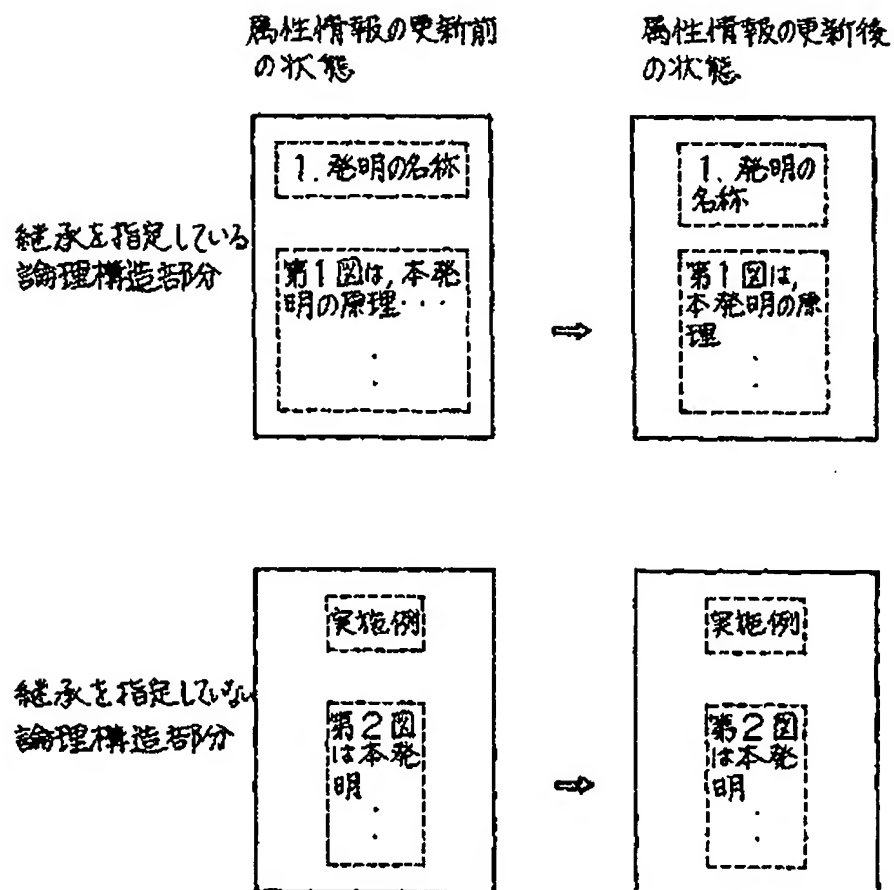 属性情報の更新前
の状態
属性情報の更新後
の状態
継承を指定している
論理構造部分
1.発明の名称
第1図は,本発
明の原理・・・
・
・
⇒
1.発明の
名称
第1図は,
本発明の原
理
・
・
継承を指定していない
論理構造部分
実施例
第2図
は本発
明
・
・
⇒
実施例
第2図
は本発
明
・
・